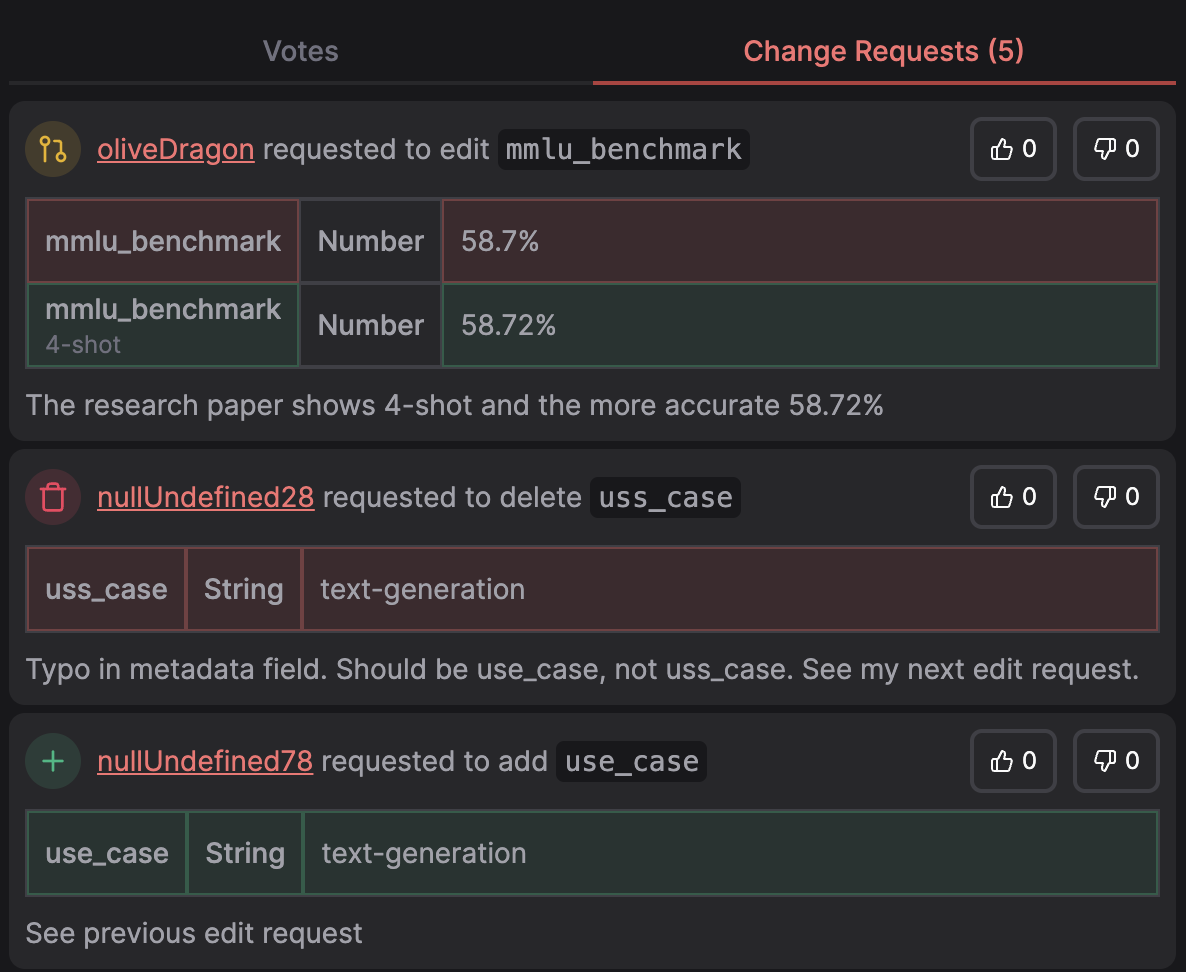 Votes Change Requests (5)
oliveDragon requested to edit mmlu_benchmark 0 0
mmlu_benchmark Number 58.7%
mmlu_benchmark
4-shot
Number 58.72%
The research paper shows 4-shot and the more accurate 58.72%
nullUndefined28 requested to delete uss_case 0 0
uss_case String text-generation
Typo in metadata field. Should be use_case, not uss_case. See my next edit request.
nullUndefined78 requested to add use_case 0 0
use_case String text-generation
See previous edit request